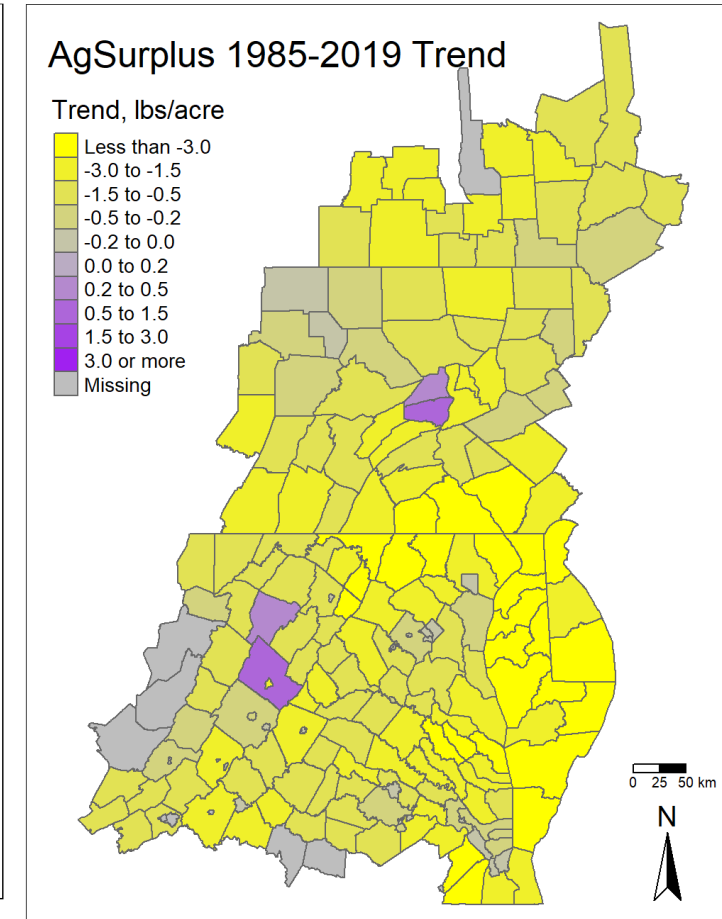 AgSurplus 1985-2019 Trend
Trend, lbs/acre
Less than -3.0
-3.0 to -1.5
-1.5 to -0.5
-0.5 to -0.2
-0.2 to 0.0
0.0 to 0.2
0.2 to 0.5
0.5 to 1.5
1.5 to 3.0
3.0 or more
Missing
0 25 50 km
N